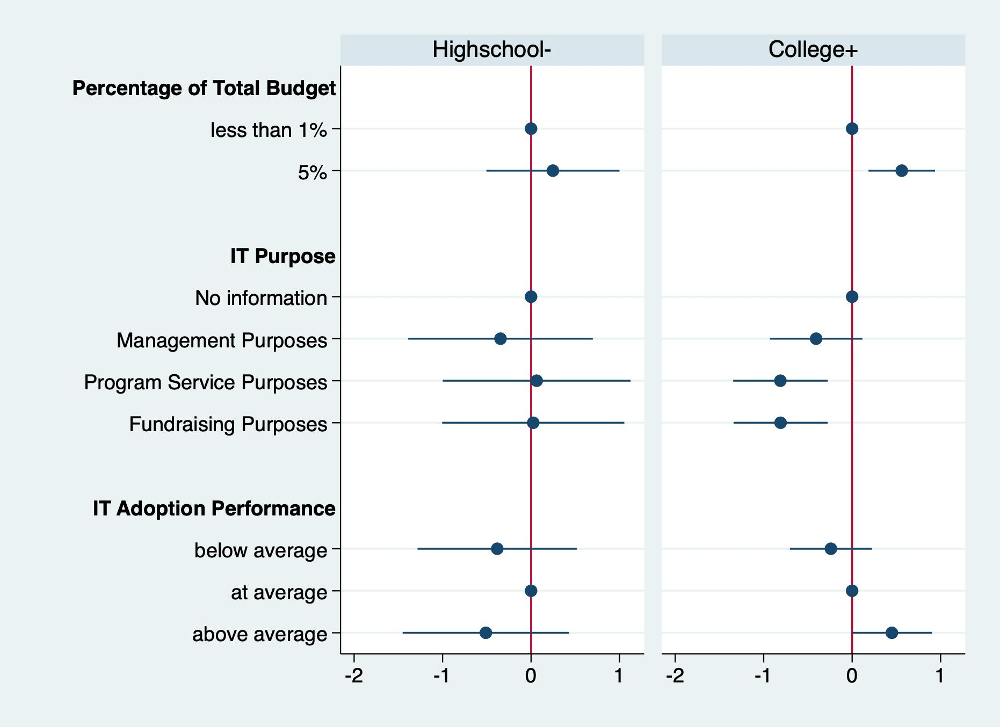 Highschool-
College+
Percentage of Total Budget
less than 1%
5%
IT Purpose
No information
Management Purposes
Program Service Purposes
Fundraising Purposes
IT Adoption Performance
below average
at average
above average
-2 -1 0 1
-2 -1 0 1